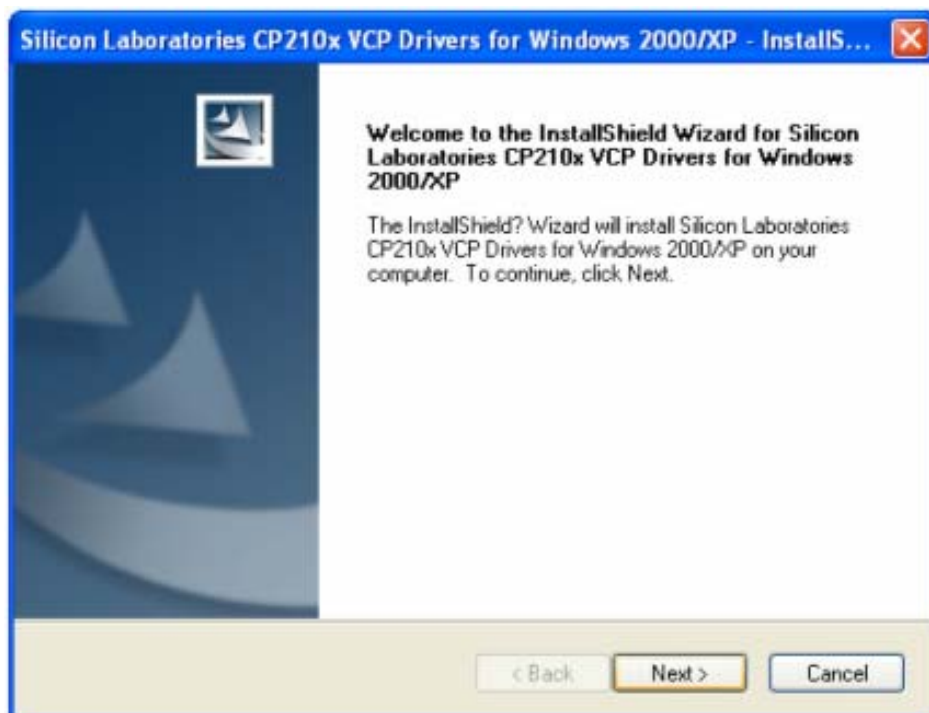 Silicon Laboratories CP210x VCP Drivers for Windows 2000/XP - InstallS...
Welcome to the InstallShield Wizard for Silicon
Laboratories CP210x VCP Drivers for Windows
2000/XP
The InstallShield? Wizard will install Silicon Laboratories
CP210x VCP Drivers for Windows 2000/XP on your
computer. To continue, click Next.
< Back
Next >
Cancel